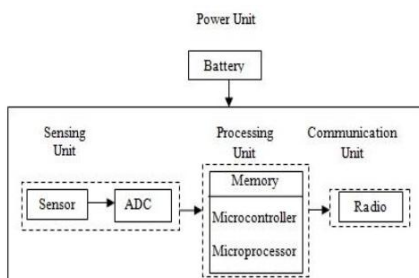 Power Unit
Battery
Sensing
Unit
Processing
Unit
Communication
Unit
Sensor
ADC
Memory
Microcontroller
Microprocessor
Radio